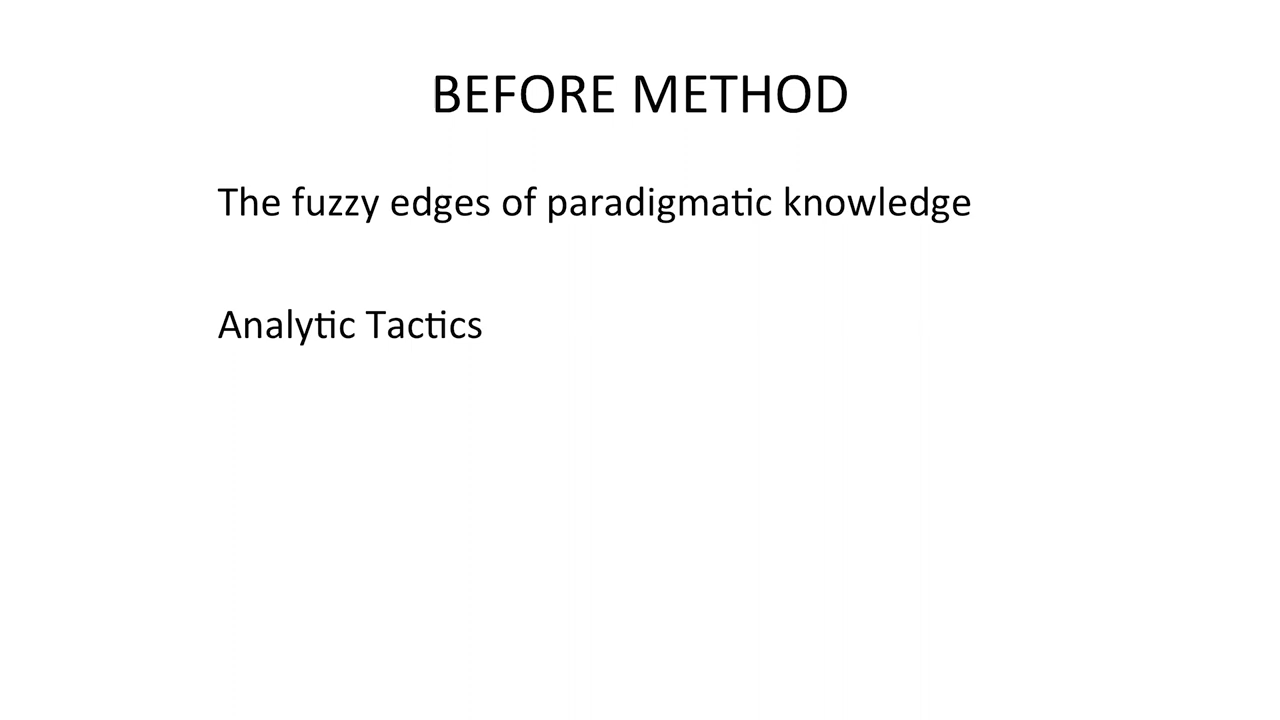 BEFORE METHOD
The fuzzy edges of paradigmatic knowledge
Analytic Tactics